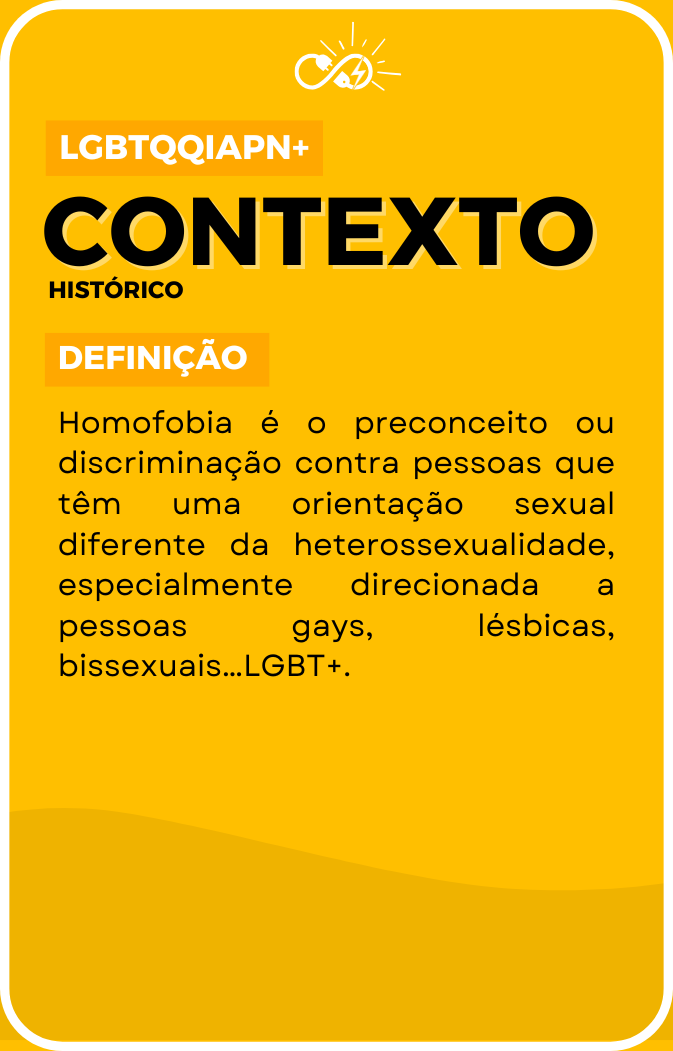 LGBTQQIAPN+
CONTEXTO
HISTÓRICO
DEFINIÇÃO
Homofobia é o preconceito ou
discriminação contra pessoas que
têm uma orientação sexual
diferente da heterossexualidade,
especialmente direcionada a
pessoas gays, lésbicas,
bissexuais...LGBT+.